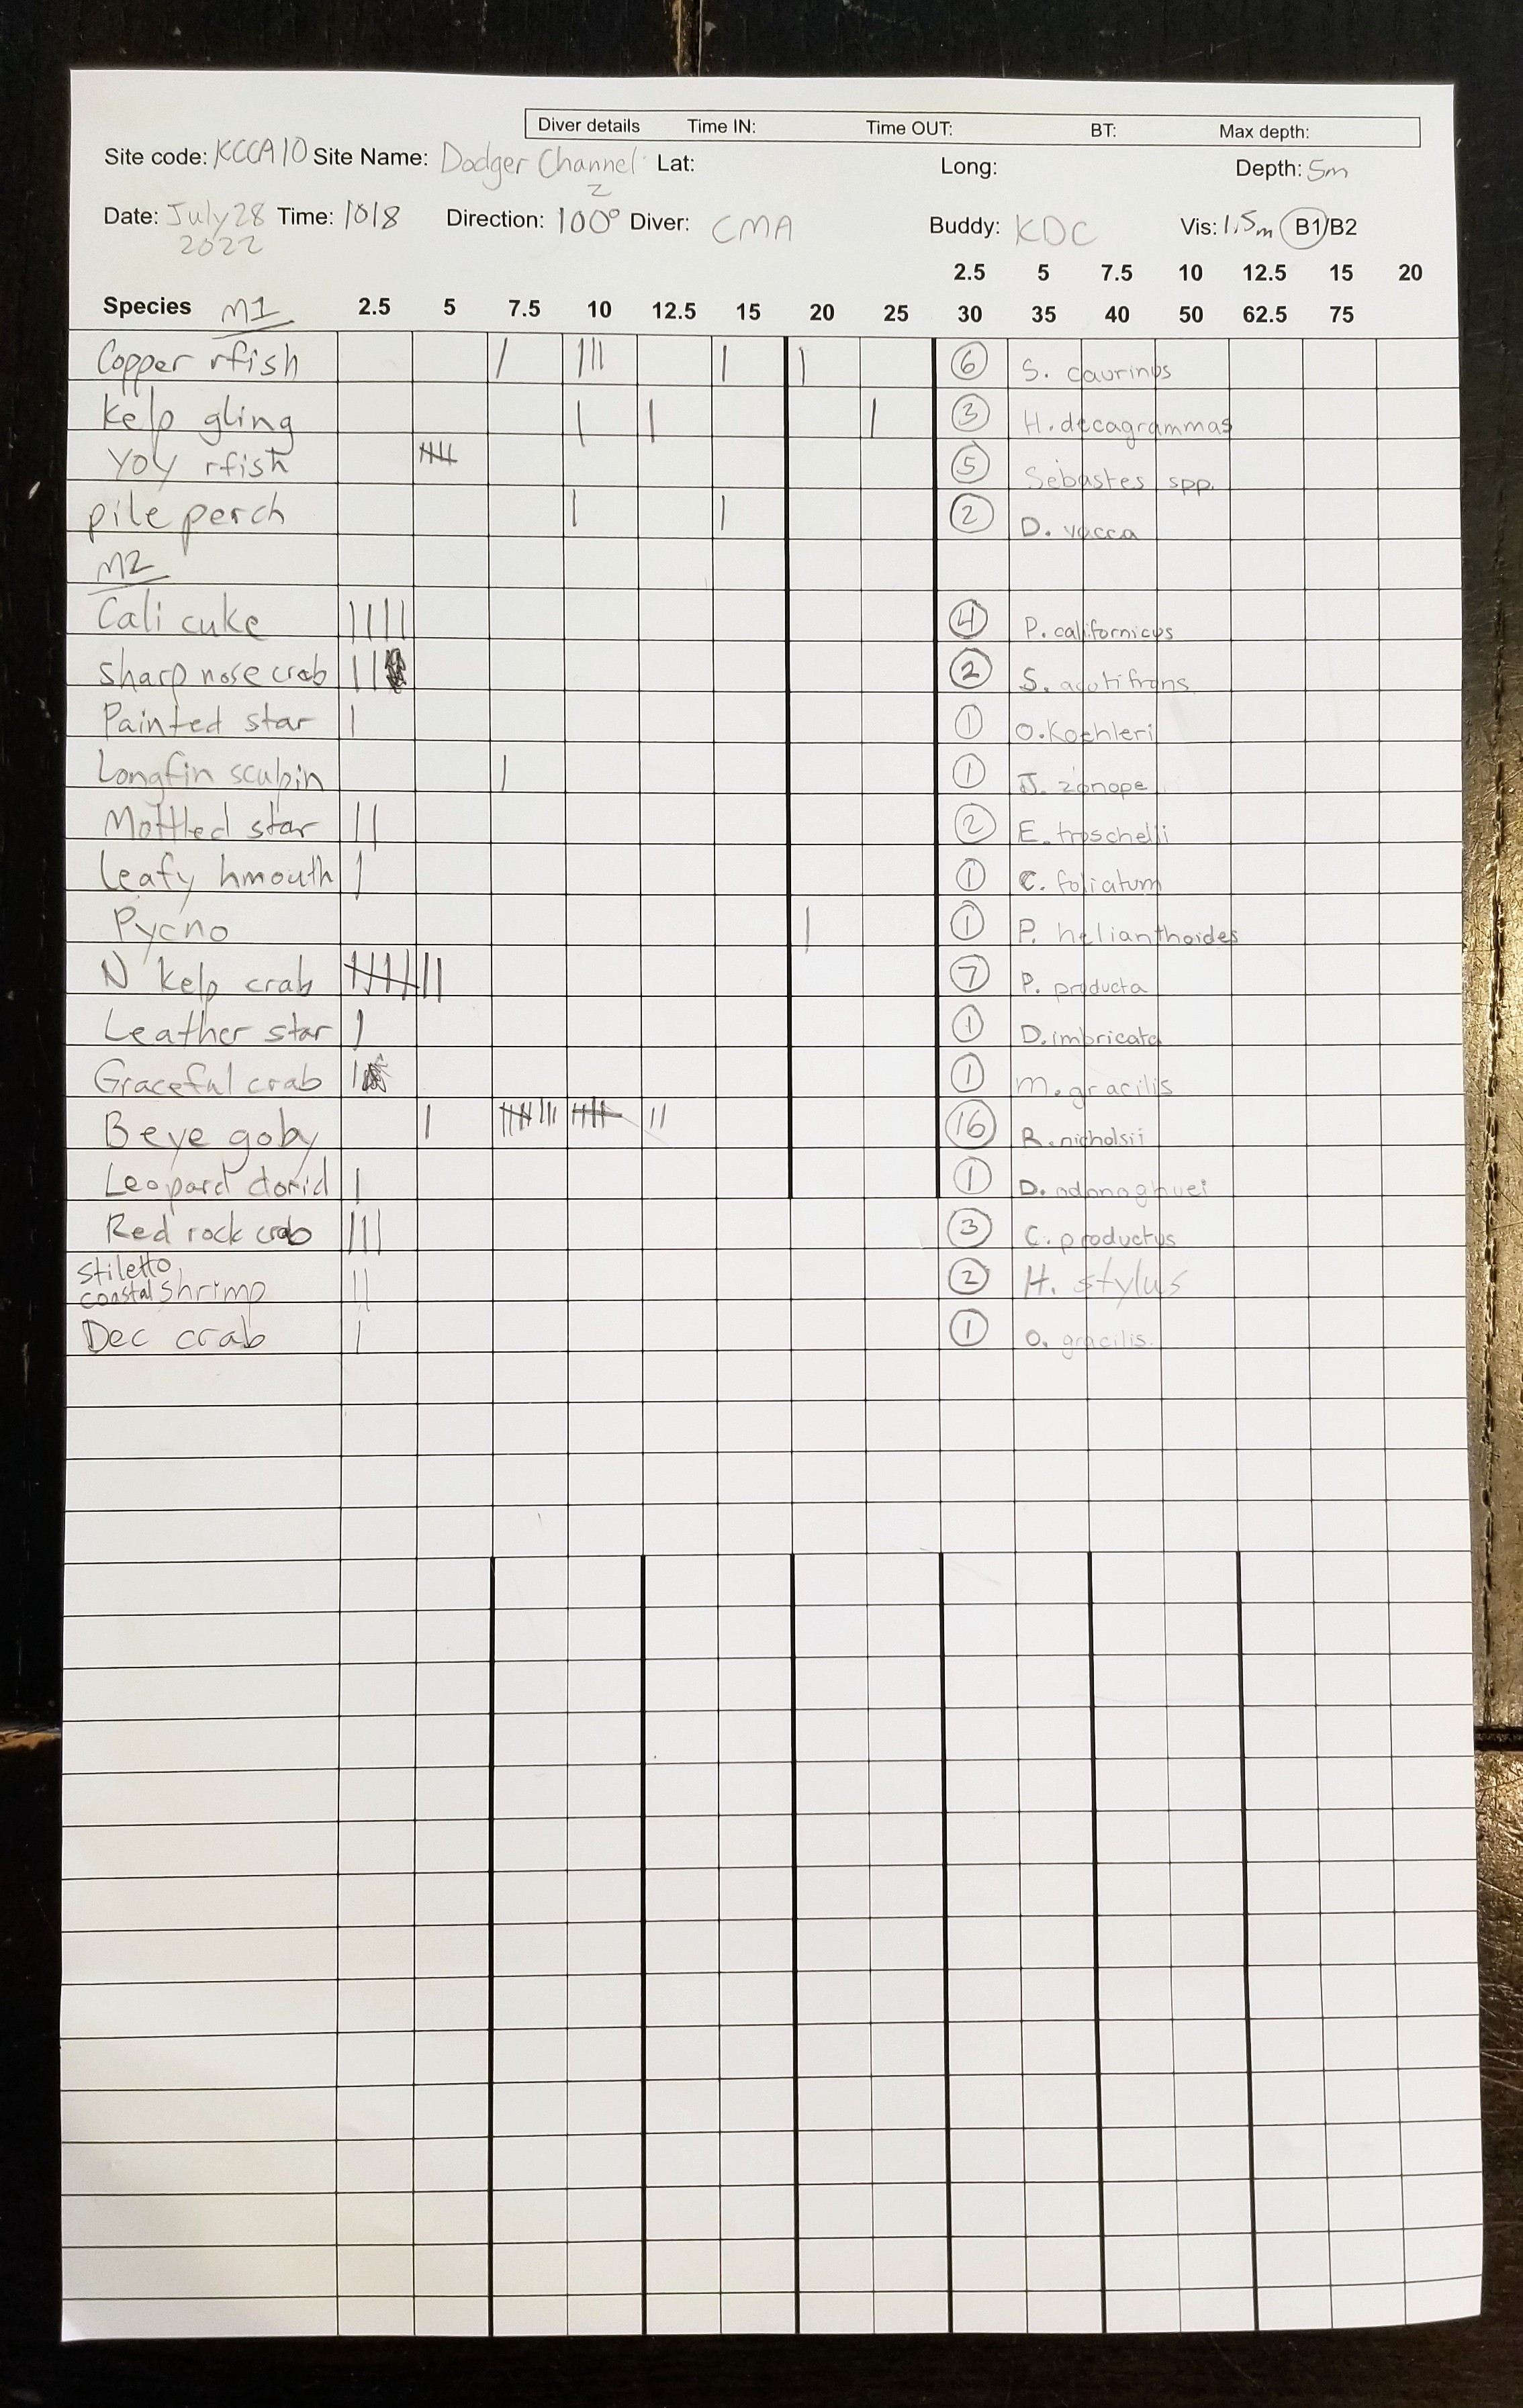 Diver details Time IN: Time OUT: BT: Max depth:
Site code: KCCA10 Site Name: Dodger Channel 2 Lat: Long: Depth: 5m
Date: July 28 2022 Time: 1018 Direction: 100° Diver: CMA Buddy: KDC Vis: 1.5m B1/B2
2.5 5 7.5 10 12.5 15 20
Species M1 2.5 5 7.5 10 12.5 15 20 25 30 35 40 50 62.5 75
Copper rfish | ||| | | 6 S. caurinus
Kelp gling | | | 3 H. decagrammas
YOY rfish 𝍸 5 Sebastes spp.
pile perch | | 2 D. vacca
M2
Cali cuke |||| 4 P. californicus
Sharp nose crab || 2 S. acutifrons
Painted star | 1 O. Koehleri
Longfin sculpin | 1 J. zonope
Mottled star || 2 E. troschelii
Leafy hmouth | 1 C. foliatum
Pycno | 1 P. helianthoides
N kelp crab 𝍸 || 7 P. producta
Leather star | 1 D. imbricata
Graceful crab | 1 M. gracilis
B eye goby | 𝍸 ||| 𝍸 || 16 R. nicholsii
Leopard dorid | 1 D. odonoghuei
Red rock crab ||| 3 C. productus
Stiletto coastal shrimp || 2 H. stylus
Dec crab | 1 O. gracilis.